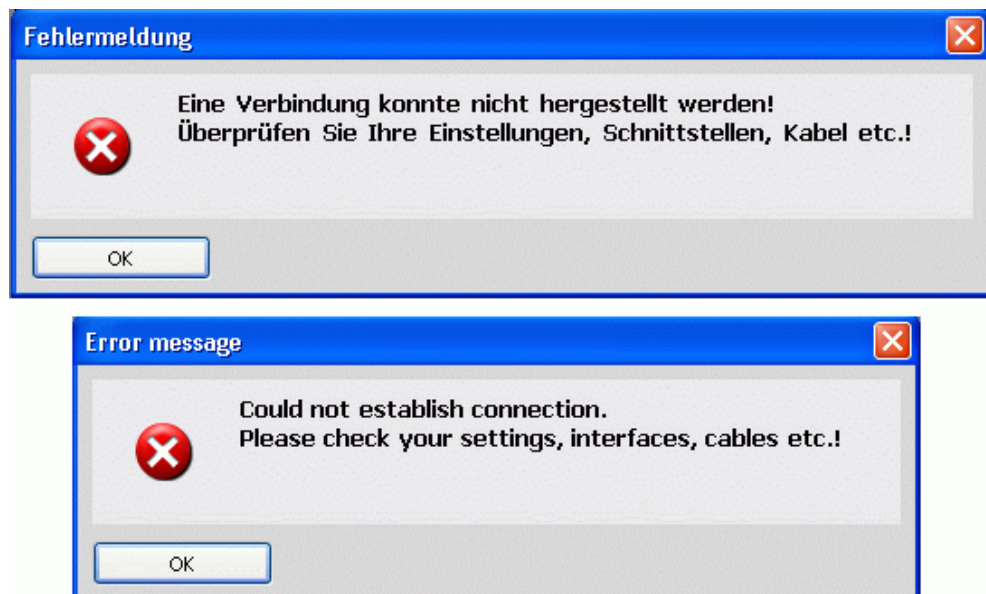 Fehlermeldung
Eine Verbindung konnte nicht hergestellt werden!
Überprüfen Sie Ihre Einstellungen, Schnittstellen, Kabel etc.!
OK
Error message
Could not establish connection.
Please check your settings, interfaces, cables etc.!
OK